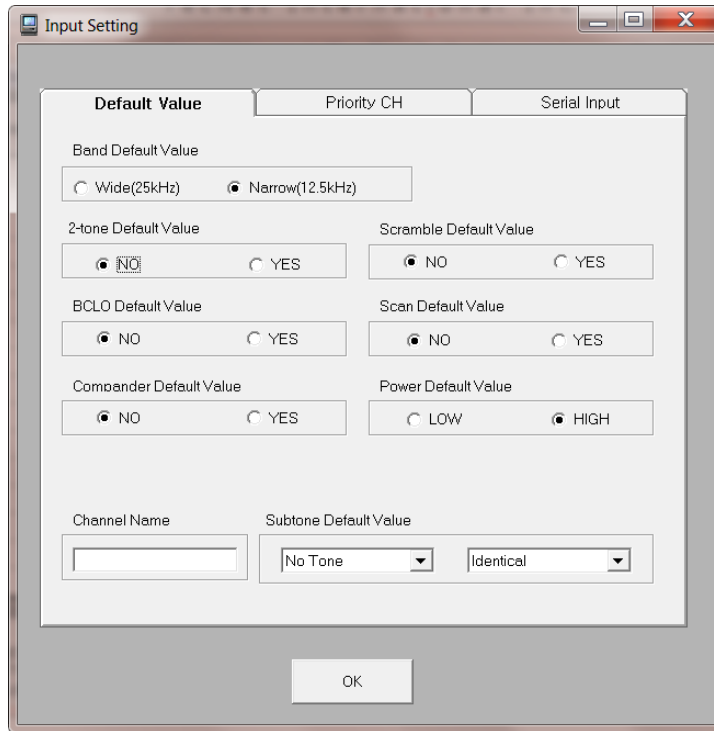 Input Setting
Default Value Priority CH Serial Input
Band Default Value
Wide(25kHz) Narrow(12.5kHz)
2-tone Default Value Scramble Default Value
NO YES NO YES
BCLO Default Value Scan Default Value
NO YES NO YES
Compander Default Value Power Default Value
NO YES LOW HIGH
Channel Name Subtone Default Value
No Tone Identical
OK